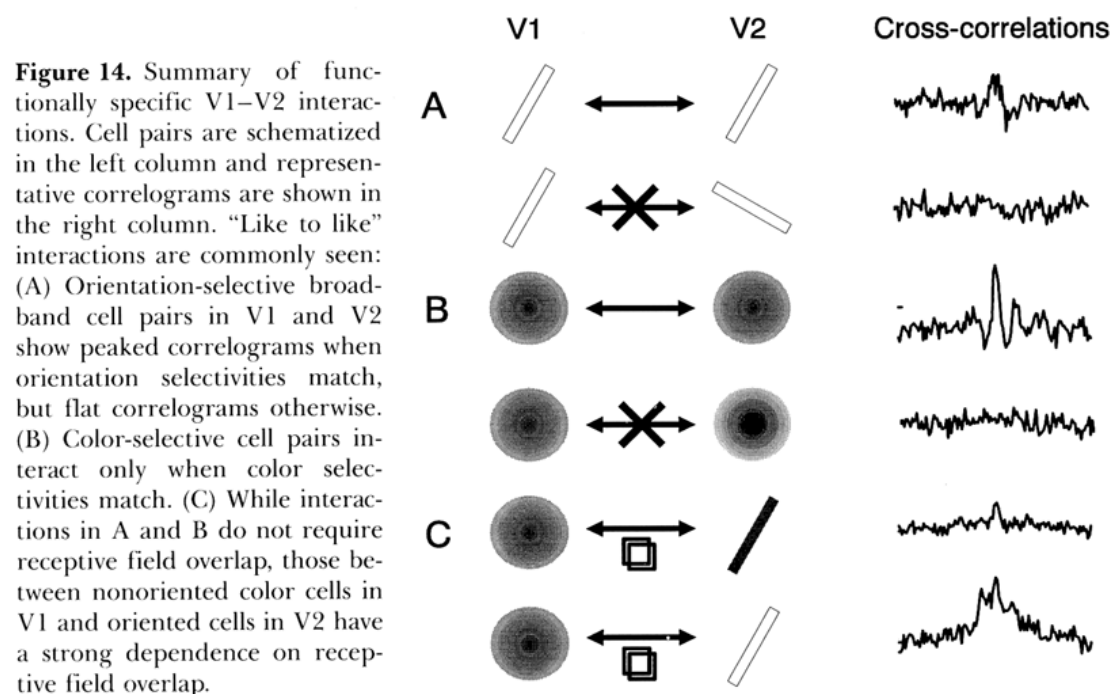 Figure 14. Summary of func-
tionally specific V1–V2 interac-
tions. Cell pairs are schematized
in the left column and represen-
tative correlograms are shown in
the right column. “Like to like”
interactions are commonly seen:
(A) Orientation-selective broad-
band cell pairs in V1 and V2
show peaked correlograms when
orientation selectivities match,
but flat correlograms otherwise.
(B) Color-selective cell pairs in-
teract only when color selec-
tivities match. (C) While interac-
tions in A and B do not require
receptive field overlap, those be-
tween nonoriented color cells in
V1 and oriented cells in V2 have
a strong dependence on recep-
tive field overlap.
V1 V2 Cross-correlations
A
B
C